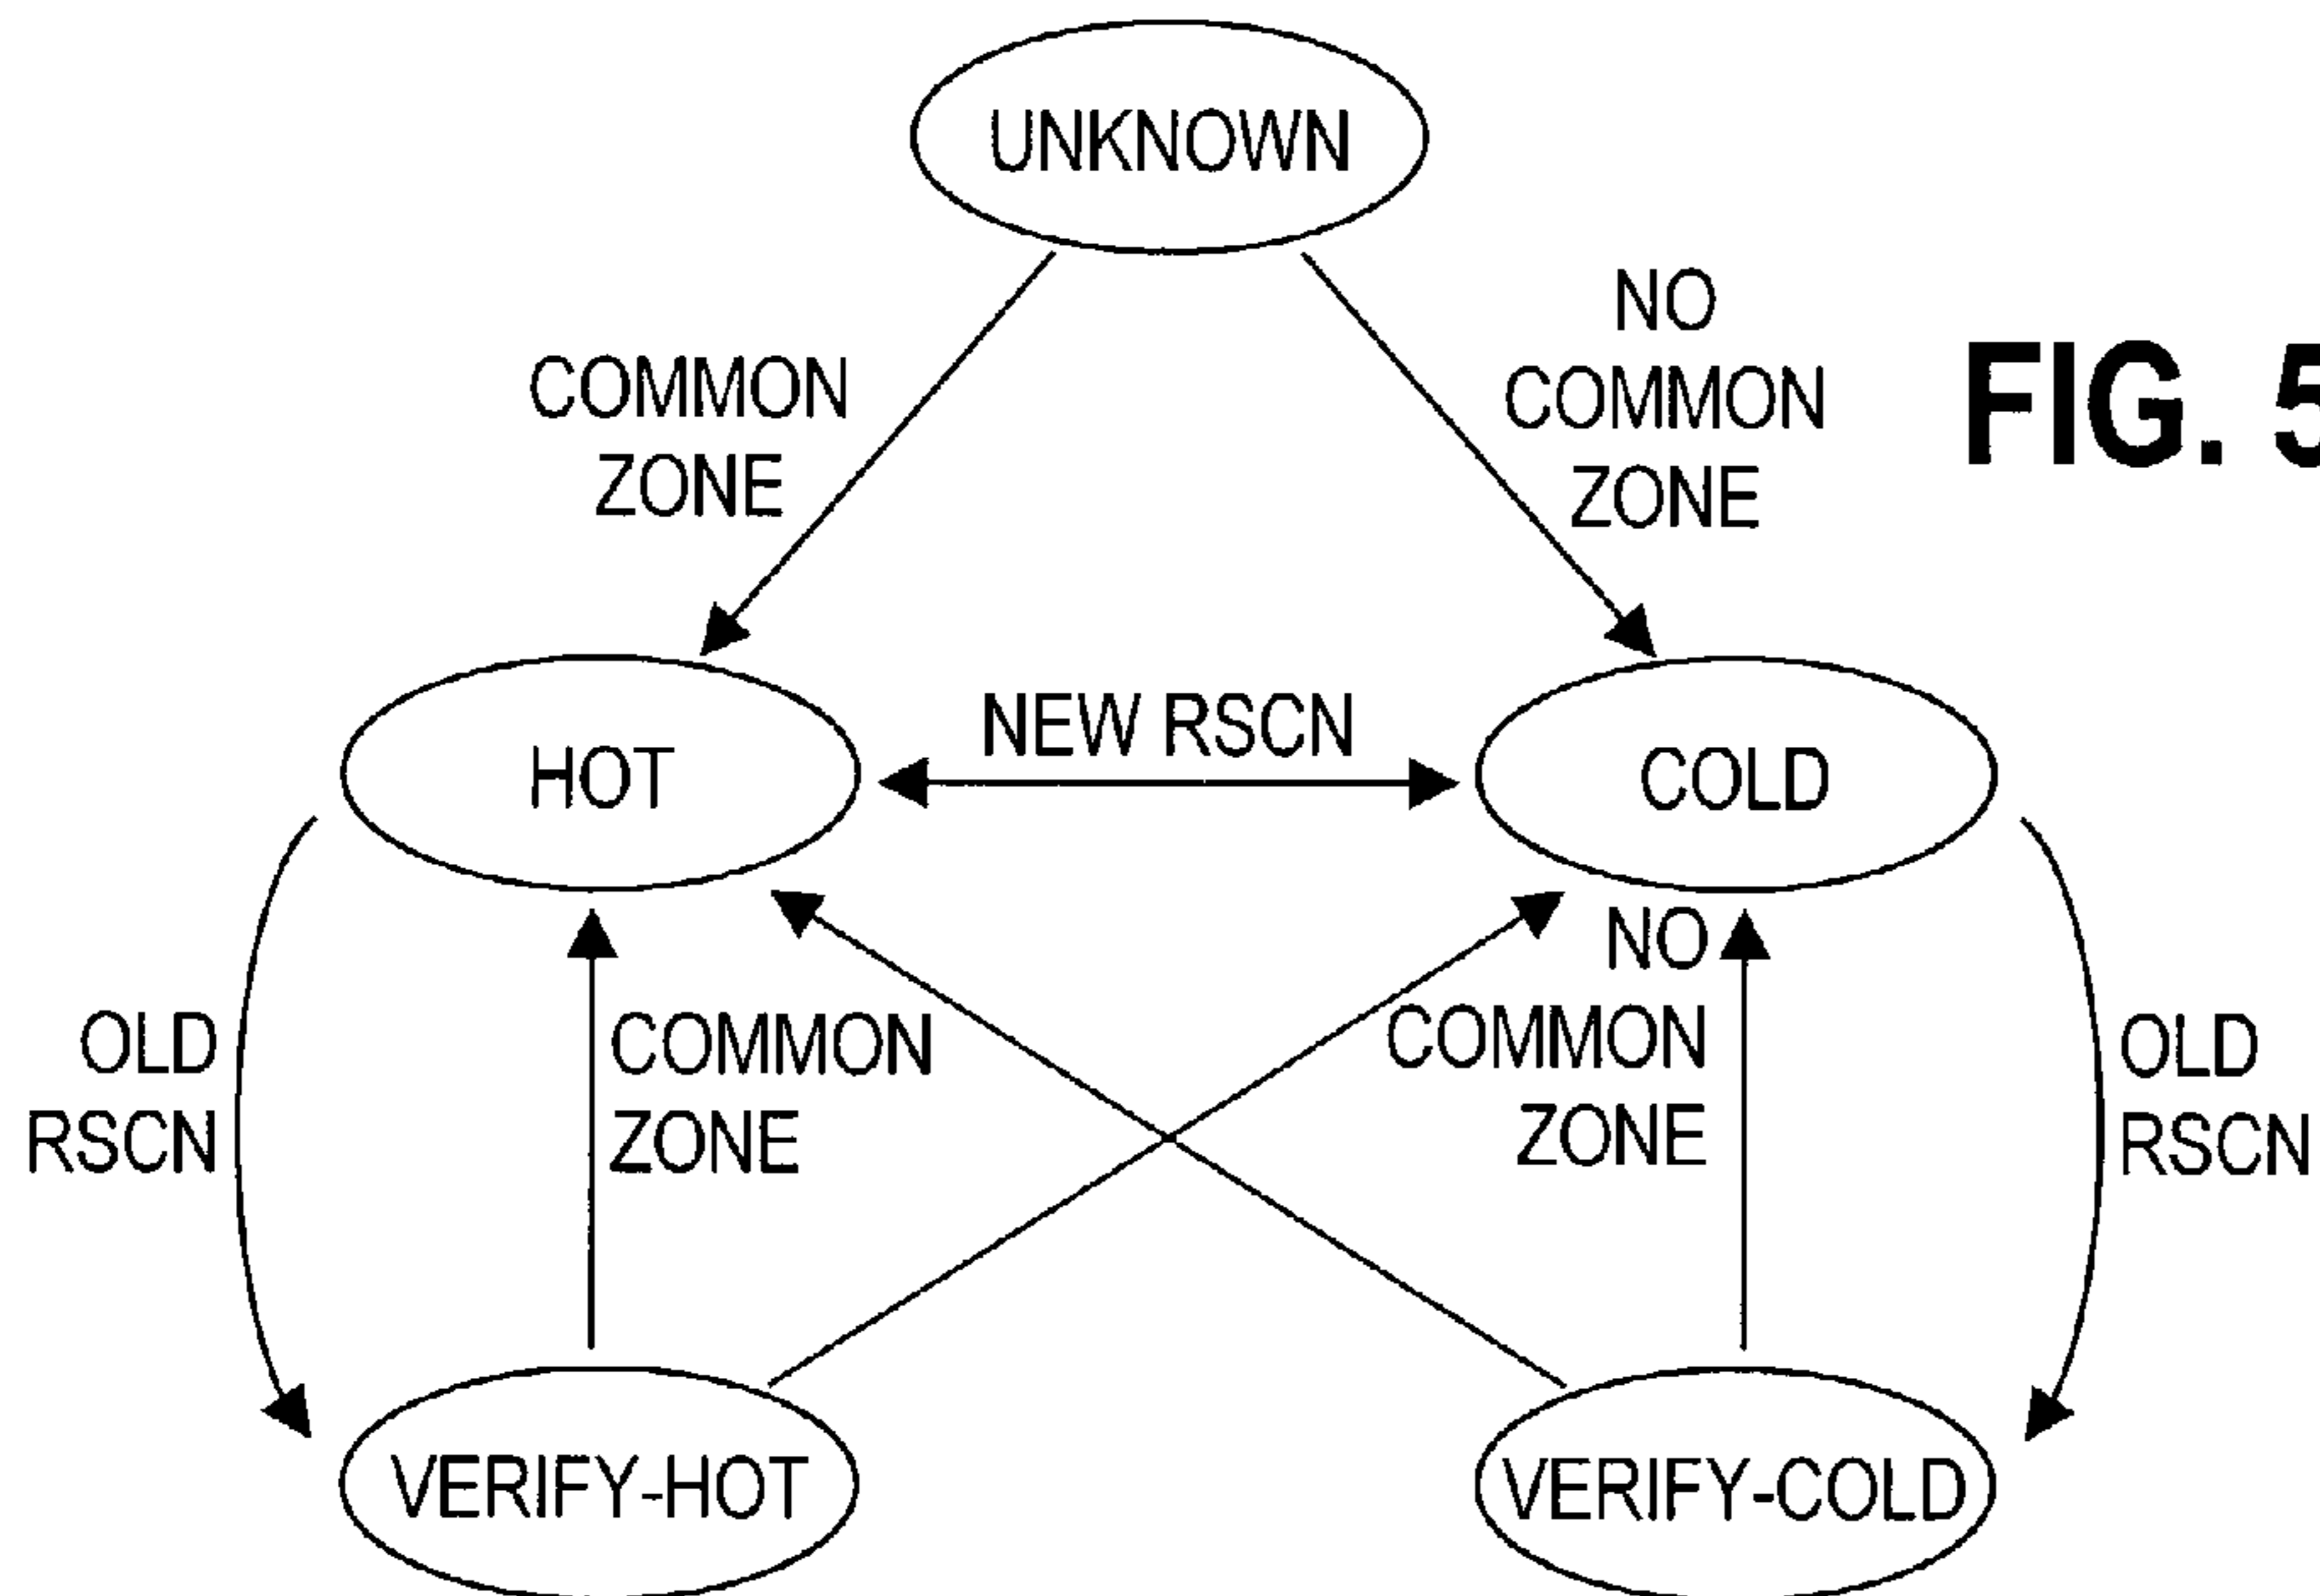 UNKNOWN
COMMON
ZONE
NO
COMMON
ZONE
FIG. 5
HOT
NEW RSCN
COLD
OLD
RSCN
COMMON
ZONE
NO
COMMON
ZONE
OLD
RSCN
VERIFY-HOT
VERIFY-COLD